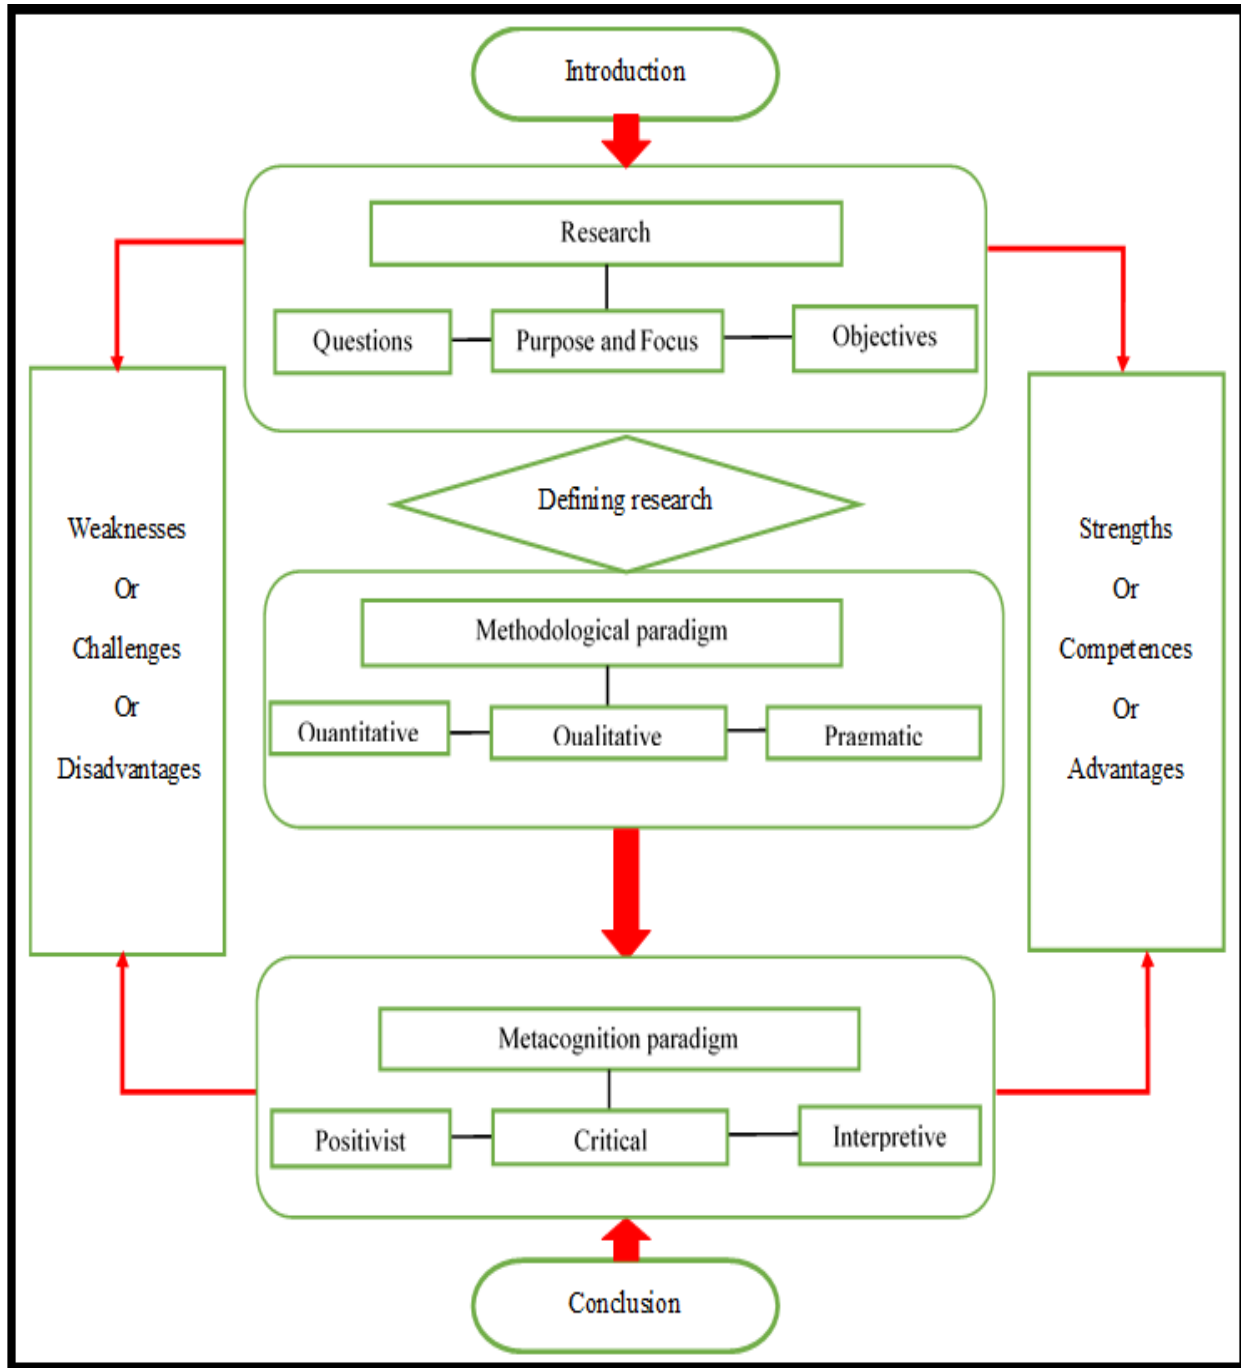 Introduction
Research
Questions
Purpose and Focus
Objectives
Defining research
Weaknesses
Or
Challenges
Or
Disadvantages
Strengths
Or
Competences
Or
Advantages
Methodological paradigm
Quantitative
Qualitative
Pragmatic
Metacognition paradigm
Positivist
Critical
Interpretive
Conclusion